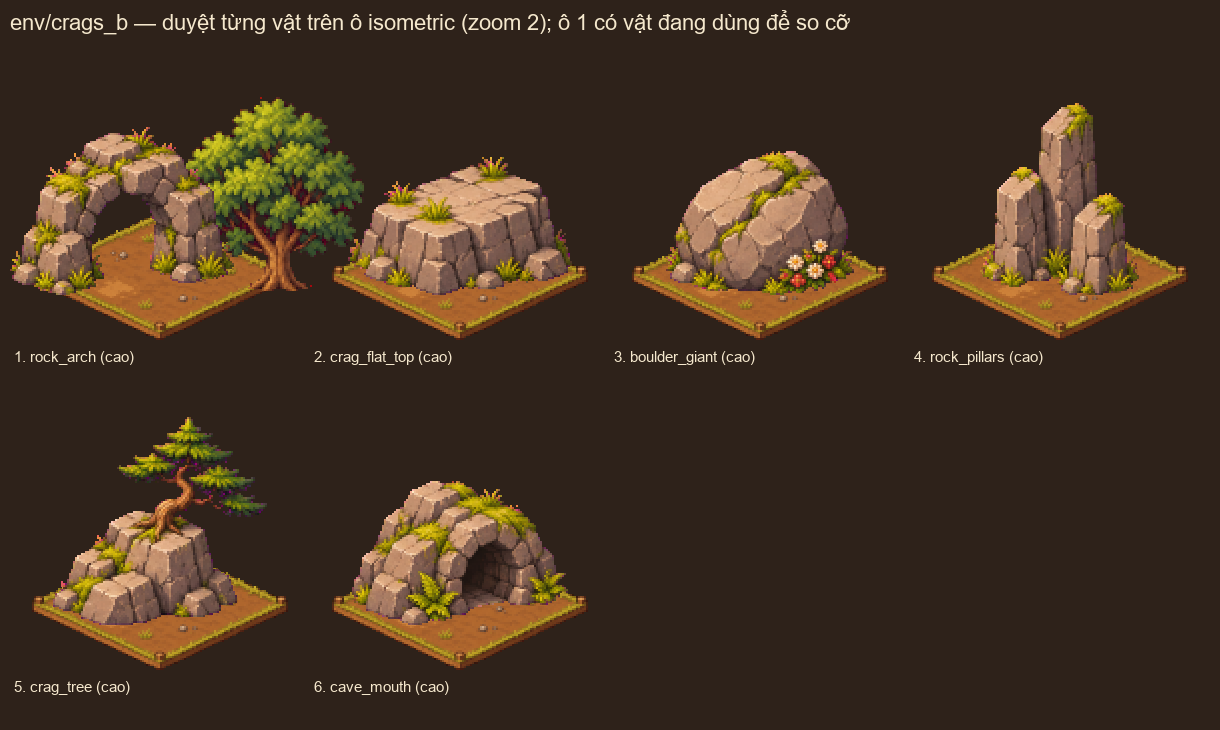 env/crags_b — duyệt từng vật trên ô isometric (zoom 2); ô 1 có vật đang dùng để so cỡ
1. rock_arch (cao)
2. crag_flat_top (cao)
3. boulder_giant (cao)
4. rock_pillars (cao)
5. crag_tree (cao)
6. cave_mouth (cao)